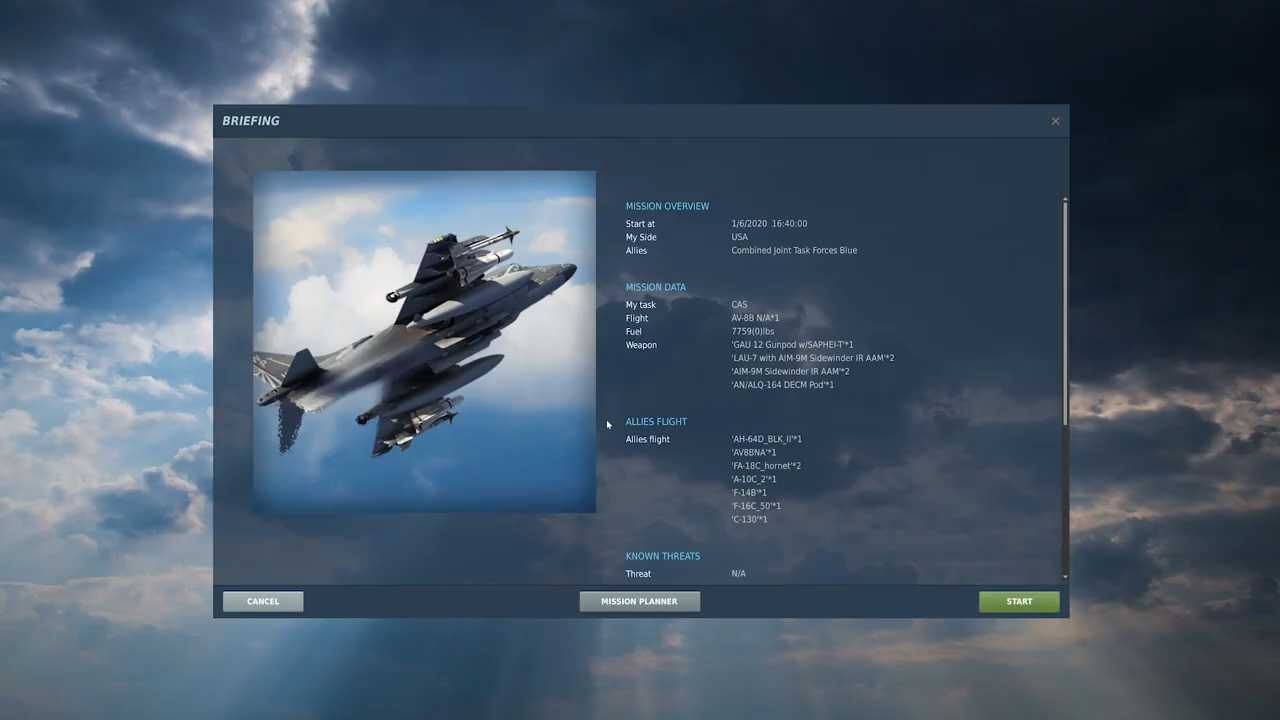 BRIEFING
MISSION OVERVIEW
Start at 1/6/2020 16:40:00
My Side USA
Allies Combined Joint Task Forces Blue
MISSION DATA
My task CAS
Flight AV-8B N/A*1
Fuel 7759(0)lbs
Weapon 'GAU 12 Gunpod w/SAPHEI-T'*1
'LAU-7 with AIM-9M Sidewinder IR AAM'*2
'AIM-9M Sidewinder IR AAM'*2
'AN/ALQ-164 DECM Pod'*1
ALLIES FLIGHT
Allies flight 'AH-64D_BLK_II'*1
'AV8BNA'*1
'FA-18C_hornet'*2
'A-10C_2'*1
'F-14B'*1
'F-16C_50'*1
'C-130'*1
KNOWN THREATS
Threat N/A
CANCEL
MISSION PLANNER
START